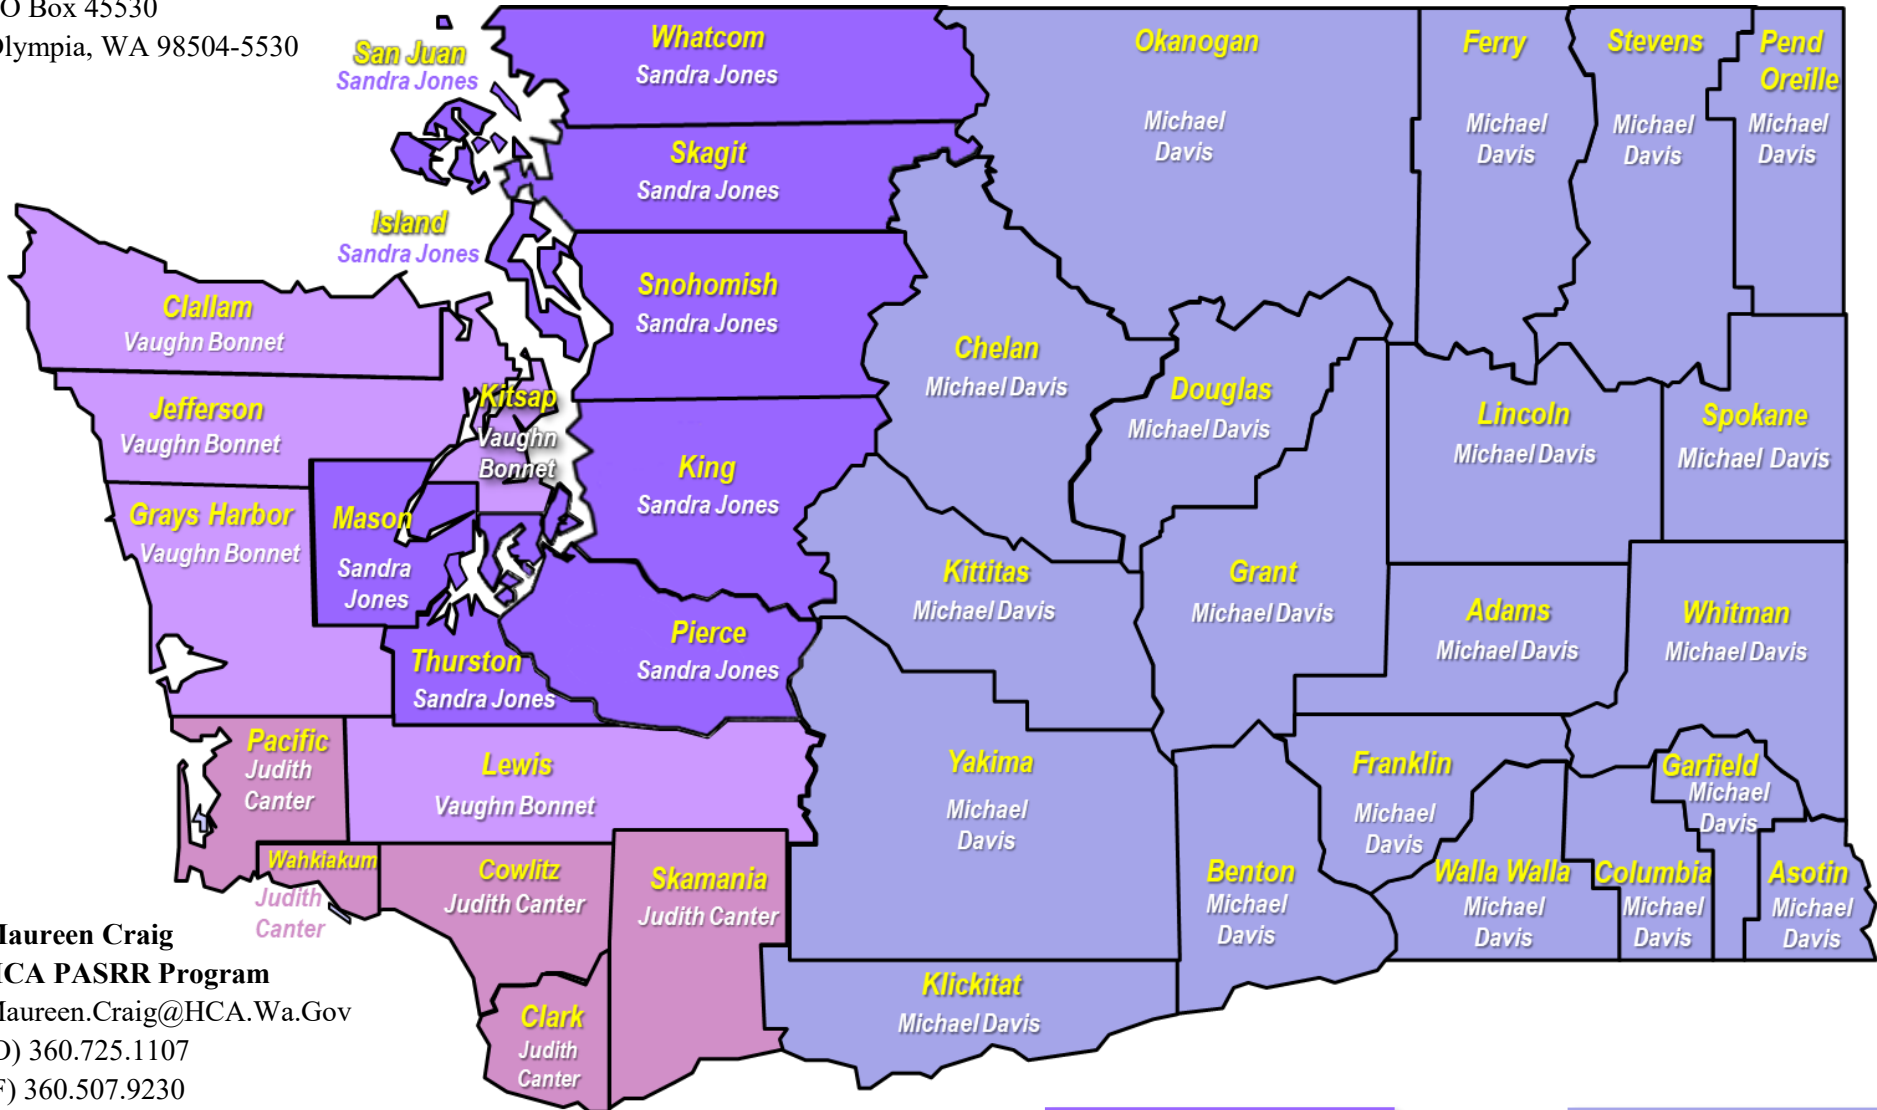 O Box 45530
Olympia, WA 98504-5530
San Juan
Sandra Jones
Whatcom
Sandra Jones
Okanogan
Michael
Davis
Ferry
Michael
Davis
Stevens
Michael
Davis
Pend
Oreille
Michael
Davis
Skagit
Sandra Jones
Island
Sandra Jones
Snohomish
Sandra Jones
Clallam
Vaughn Bonnet
Chelan
Michael Davis
Douglas
Michael Davis
Lincoln
Michael Davis
Spokane
Michael Davis
Jefferson
Vaughn Bonnet
Kitsap
Vaughn
Bonnet
King
Sandra Jones
Grays Harbor
Vaughn Bonnet
Mason
Sandra
Jones
Kittitas
Michael Davis
Grant
Michael Davis
Adams
Michael Davis
Whitman
Michael Davis
Pierce
Sandra Jones
Thurston
Sandra Jones
Pacific
Judith
Canter
Lewis
Vaughn Bonnet
Yakima
Michael
Davis
Franklin
Michael
Davis
Garfield
Michael
Davis
Wahkiakum
Judith
Canter
Cowlitz
Judith Canter
Skamania
Judith Canter
Benton
Michael
Davis
Walla Walla
Michael
Davis
Columbia
Michael
Davis
Asotin
Michael
Davis
Klickitat
Michael Davis
Clark
Judith
Canter
Maureen Craig
HCA PASRR Program
Maureen.Craig@HCA.Wa.Gov
O) 360.725.1107
F) 360.507.9230